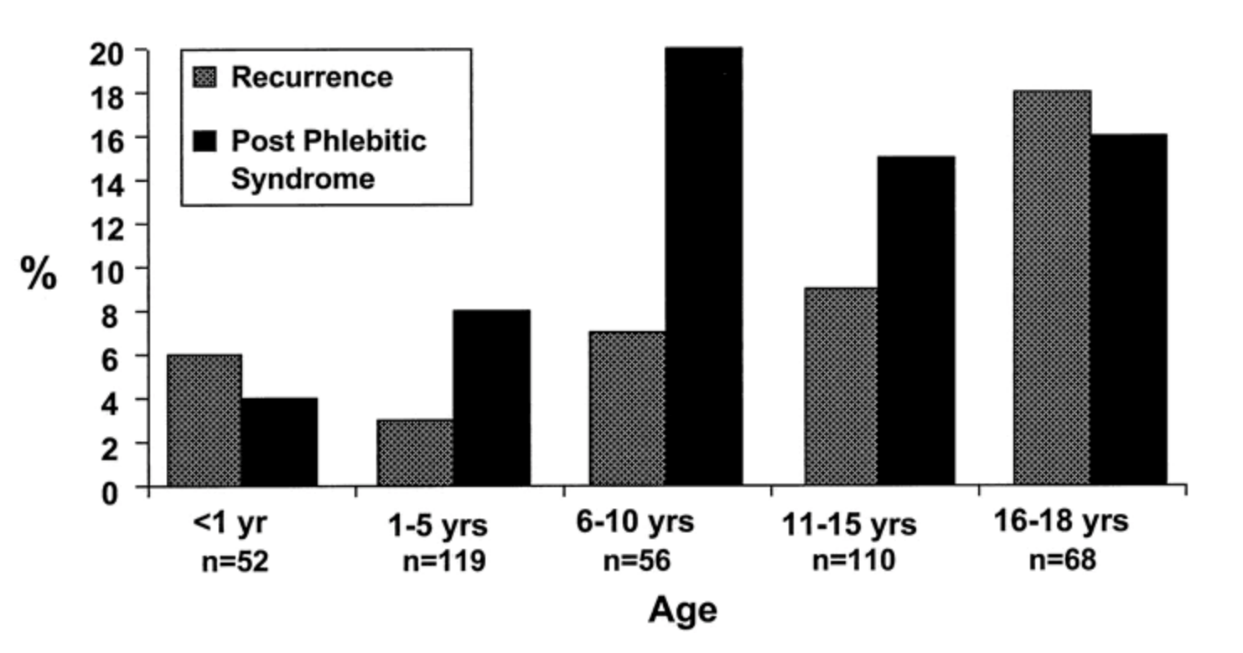 20
18
16
14
12
10
8
6
4
2
0
%
Recurrence
Post Phlebitic
Syndrome
<1 yr 1-5 yrs 6-10 yrs 11-15 yrs 16-18 yrs
n=52 n=119 n=56 n=110 n=68
Age